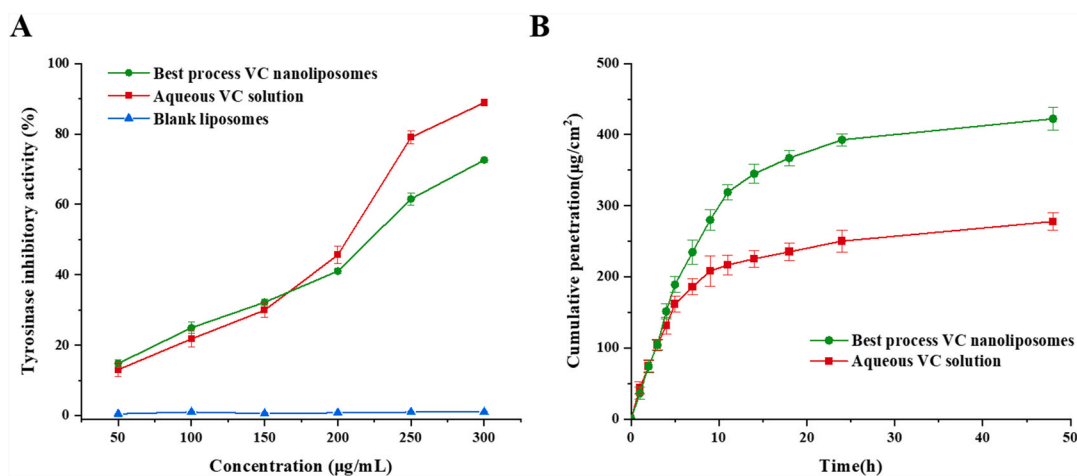 A
Tyrosinase inhibitory activity (%)
100
80
60
40
20
0
Best process VC nanoliposomes
Aqueous VC solution
Blank liposomes
50 100 150 200 250 300
Concentration (μg/mL)
B
Cumulative penetration(μg/cm²)
500
400
300
200
100
0
Best process VC nanoliposomes
Aqueous VC solution
0 10 20 30 40 50
Time(h)